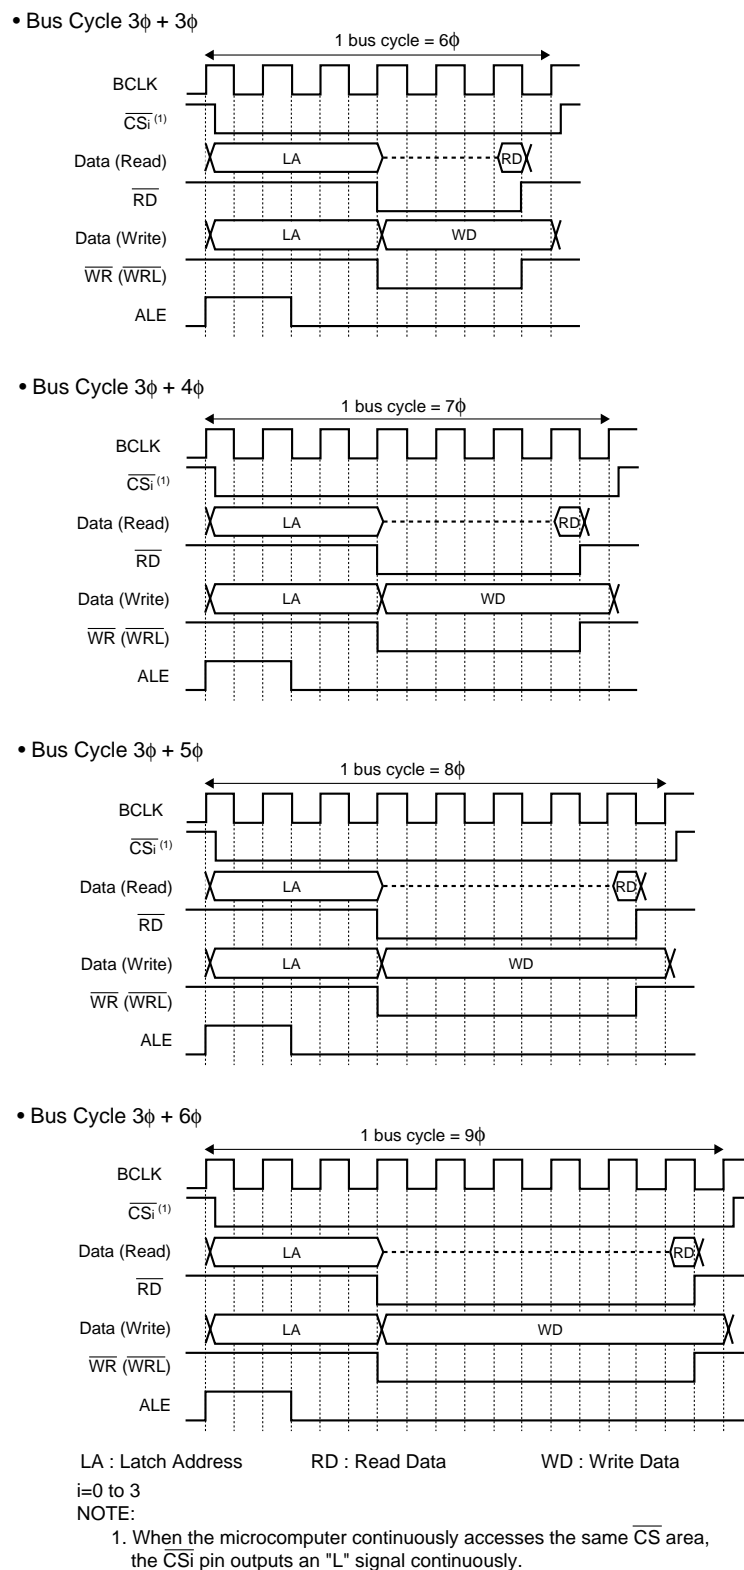 • Bus Cycle 3ϕ + 3ϕ
1 bus cycle = 6ϕ
BCLK
CSi (1)
Data (Read)
LA
RD
RD
Data (Write)
LA
WD
WR (WRL)
ALE
• Bus Cycle 3ϕ + 4ϕ
1 bus cycle = 7ϕ
BCLK
CSi (1)
Data (Read)
LA
RD
RD
Data (Write)
LA
WD
WR (WRL)
ALE
• Bus Cycle 3ϕ + 5ϕ
1 bus cycle = 8ϕ
BCLK
CSi (1)
Data (Read)
LA
RD
RD
Data (Write)
LA
WD
WR (WRL)
ALE
• Bus Cycle 3ϕ + 6ϕ
1 bus cycle = 9ϕ
BCLK
CSi (1)
Data (Read)
LA
RD
RD
Data (Write)
LA
WD
WR (WRL)
ALE
LA : Latch Address RD : Read Data WD : Write Data
i=0 to 3
NOTE:
1. When the microcomputer continuously accesses the same CS area,
the CSi pin outputs an "L" signal continuously.